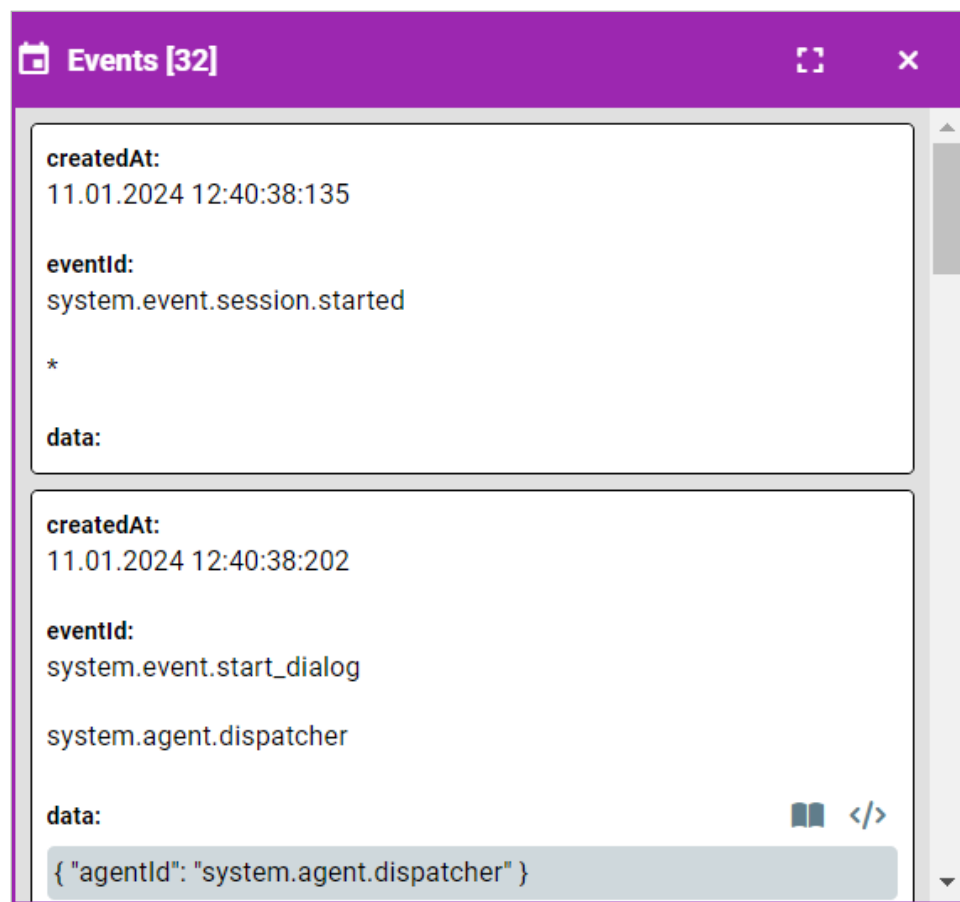 Events [32]
createdAt:
11.01.2024 12:40:38:135
eventId:
system.event.session.started
*
data:
createdAt:
11.01.2024 12:40:38:202
eventId:
system.event.start_dialog
system.agent.dispatcher
data:
{ "agentId": "system.agent.dispatcher" }